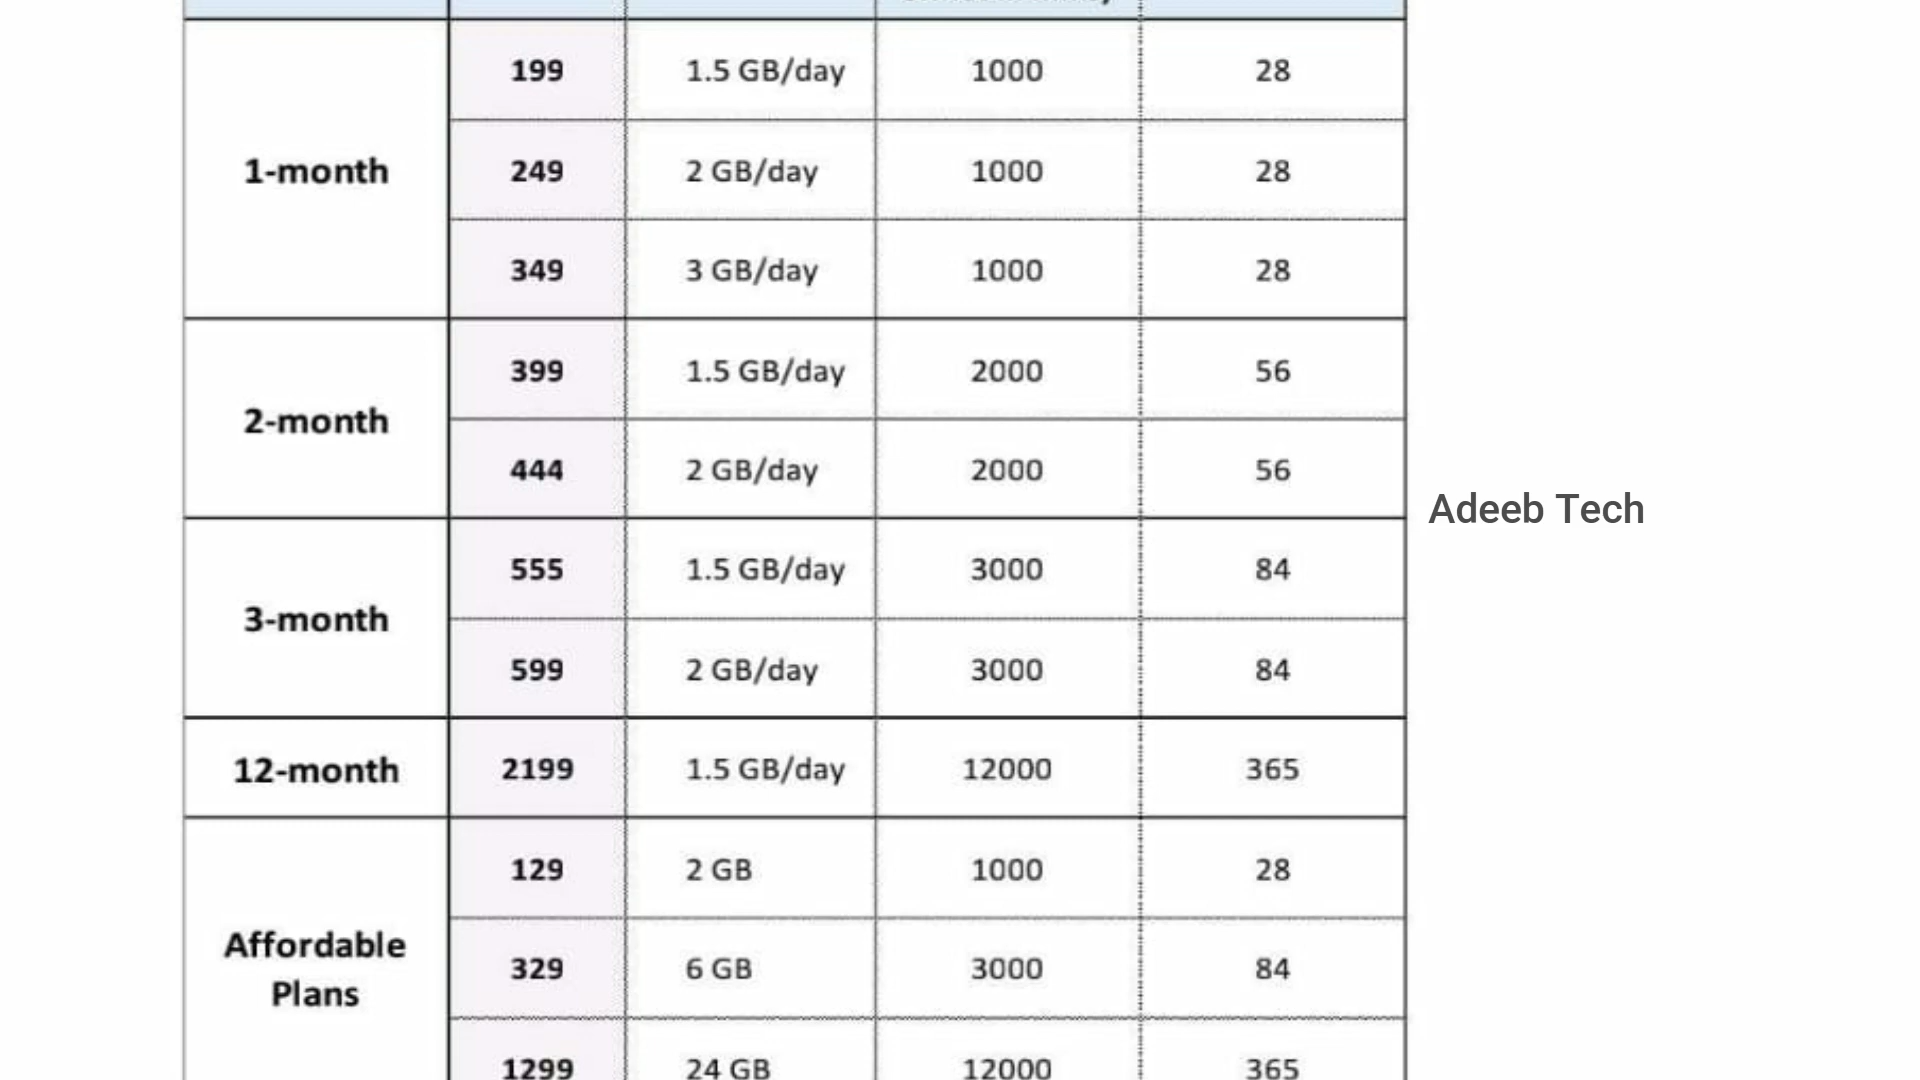 199 1.5 GB/day 1000 28
1-month 249 2 GB/day 1000 28
349 3 GB/day 1000 28
399 1.5 GB/day 2000 56
2-month
444 2 GB/day 2000 56
Adeeb Tech
555 1.5 GB/day 3000 84
3-month
599 2 GB/day 3000 84
12-month 2199 1.5 GB/day 12000 365
129 2 GB 1000 28
Affordable
Plans
329 6 GB 3000 84
1299 24 GB 12000 365